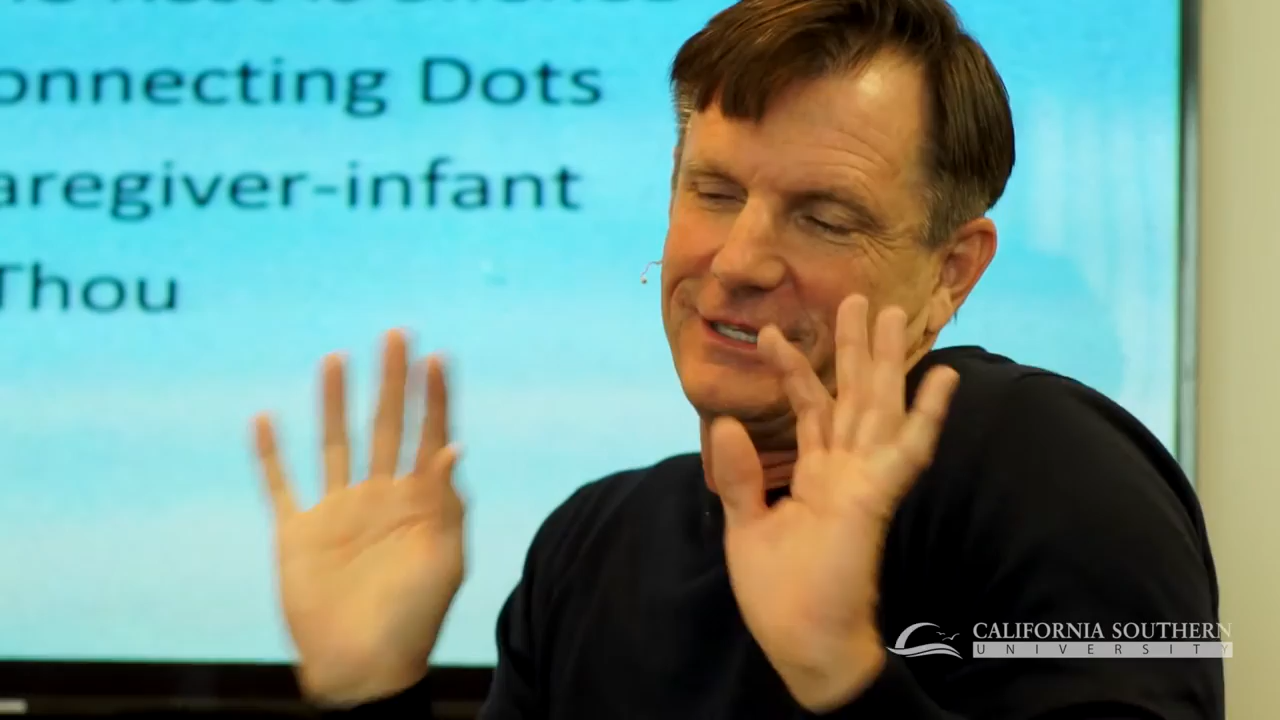 onnecting Dots
aregiver-infant
Thou
CALIFORNIA SOUTHERN
UNIVERSITY